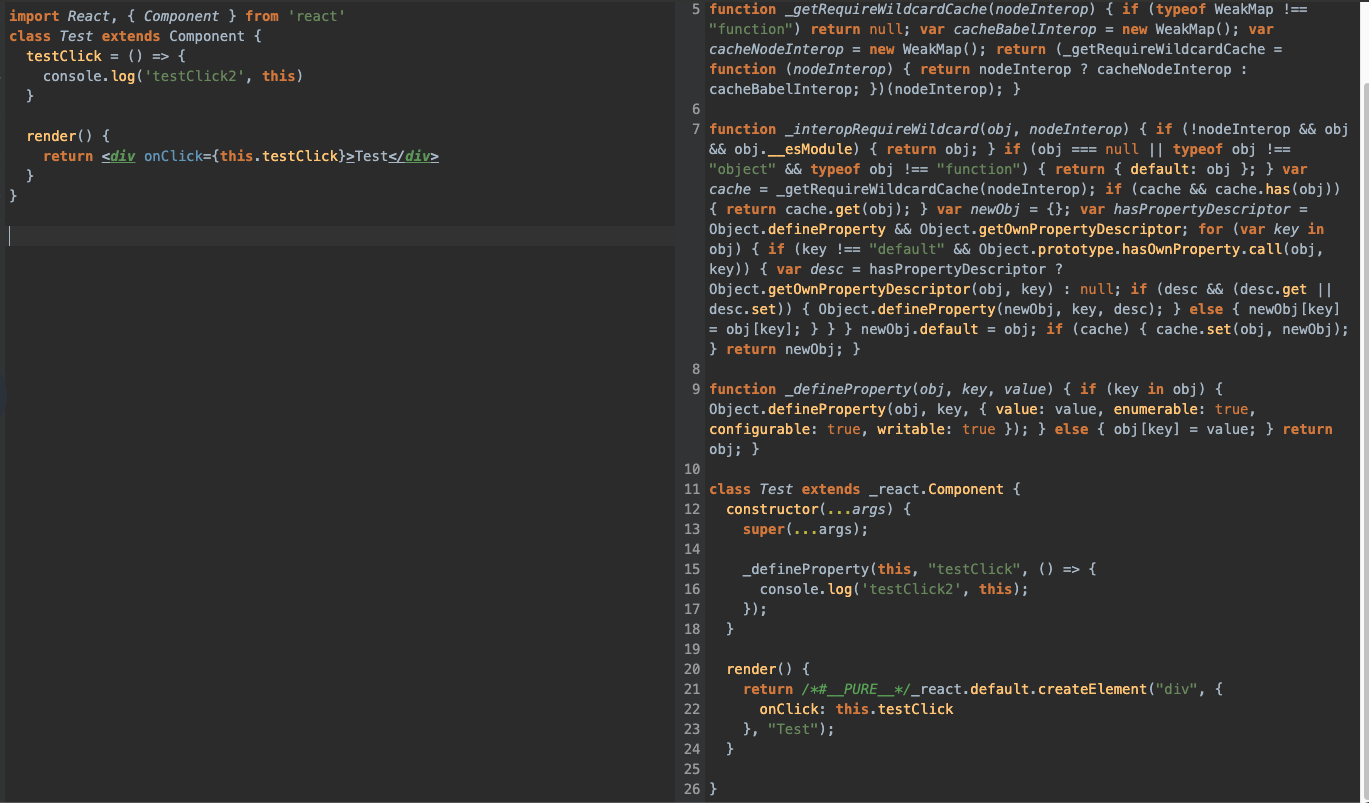 import React, { Component } from 'react'
class Test extends Component {
  testClick = () => {
    console.log('testClick2', this)
  }
  render() {
    return <div onClick={this.testClick}>Test</div>
  }
}
5 function _getRequireWildcardCache(nodeInterop) { if (typeof WeakMap !==
"function") return null; var cacheBabelInterop = new WeakMap(); var
cacheNodeInterop = new WeakMap(); return (_getRequireWildcardCache =
function (nodeInterop) { return nodeInterop ? cacheNodeInterop :
cacheBabelInterop; })(nodeInterop); }
6
7 function _interopRequireWildcard(obj, nodeInterop) { if (!nodeInterop && obj
&& obj.__esModule) { return obj; } if (obj === null || typeof obj !==
"object" && typeof obj !== "function") { return { default: obj }; } var
cache = _getRequireWildcardCache(nodeInterop); if (cache && cache.has(obj))
{ return cache.get(obj); } var newObj = {}; var hasPropertyDescriptor =
Object.defineProperty && Object.getOwnPropertyDescriptor; for (var key in
obj) { if (key !== "default" && Object.prototype.hasOwnProperty.call(obj,
key)) { var desc = hasPropertyDescriptor ?
Object.getOwnPropertyDescriptor(obj, key) : null; if (desc && (desc.get ||
desc.set)) { Object.defineProperty(newObj, key, desc); } else { newObj[key]
= obj[key]; } } } newObj.default = obj; if (cache) { cache.set(obj, newObj);
} return newObj; }
8
9 function _defineProperty(obj, key, value) { if (key in obj) {
Object.defineProperty(obj, key, { value: value, enumerable: true,
configurable: true, writable: true }); } else { obj[key] = value; } return
obj; }
10
11 class Test extends _react.Component {
12   constructor(...args) {
13     super(...args);
14
15     _defineProperty(this, "testClick", () => {
16       console.log('testClick2', this);
17     });
18   }
19
20   render() {
21     return /*#__PURE__*/_react.default.createElement("div", {
22       onClick: this.testClick
23     }, "Test");
24   }
25
26 }